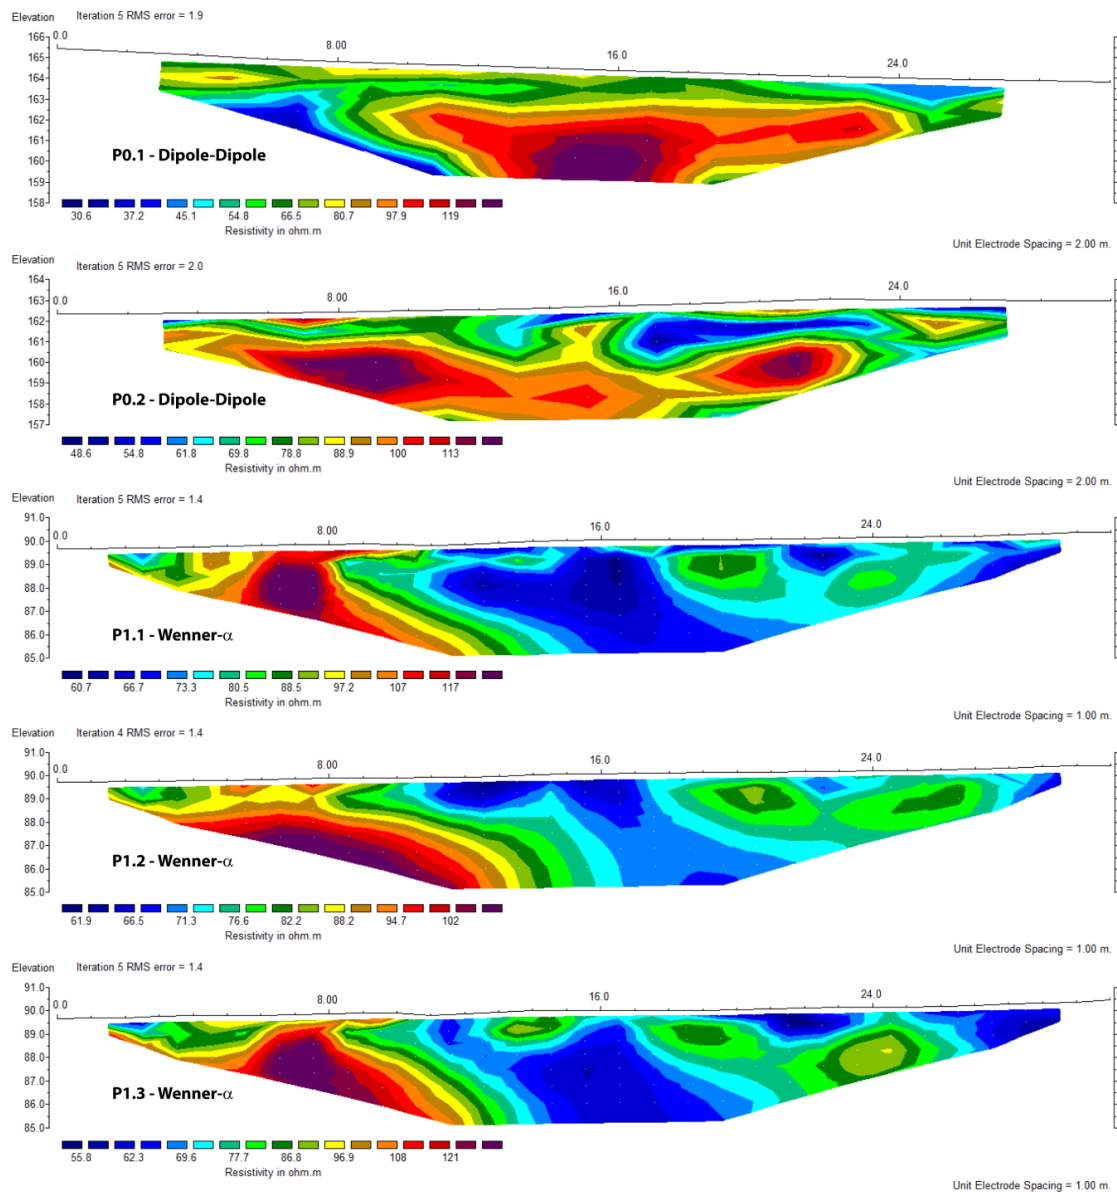 Elevation Iteration 5 RMS error = 1.9
166 0.0
165 8.00
164 16.0
163 24.0
162
161
160 P0.1 - Dipole-Dipole
159
158
30.6 37.2 45.1 54.8 66.5 80.7 97.9 119
Resistivity in ohm.m
Unit Electrode Spacing = 2.00 m.
Elevation Iteration 5 RMS error = 2.0
164
163 0.0 8.00 16.0 24.0
162
161
160
159
158 P0.2 - Dipole-Dipole
157
48.6 54.8 61.8 69.8 78.8 88.9 100 113
Resistivity in ohm.m
Unit Electrode Spacing = 2.00 m.
Elevation Iteration 5 RMS error = 1.4
91.0
90.0 0.0 8.00 16.0 24.0
89.0
88.0
87.0
86.0 P1.1 - Wenner-α
85.0
60.7 66.7 73.3 80.5 88.5 97.2 107 117
Resistivity in ohm.m
Unit Electrode Spacing = 1.00 m.
Elevation Iteration 4 RMS error = 1.4
91.0
90.0 0.0 8.00 16.0 24.0
89.0
88.0
87.0
86.0 P1.2 - Wenner-α
85.0
61.9 66.5 71.3 76.6 82.2 88.2 94.7 102
Resistivity in ohm.m
Unit Electrode Spacing = 1.00 m.
Elevation Iteration 5 RMS error = 1.4
91.0
90.0 0.0 8.00 16.0 24.0
89.0
88.0
87.0
86.0 P1.3 - Wenner-α
85.0
55.8 62.3 69.6 77.7 86.8 96.9 108 121
Resistivity in ohm.m
Unit Electrode Spacing = 1.00 m.